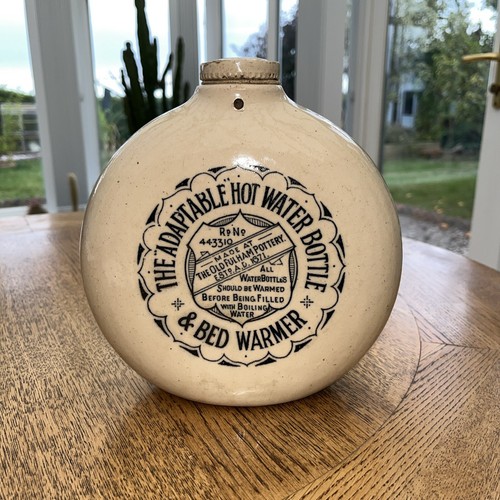 THE ADAPTABLE "HOT WATER BOTTLE
& BED WARMER
RD NO
443310
MADE AT
THE OLD FULHAM POTTERY.
ESTD A.D. 1671.
ALL
WATER BOTTLES
SHOULD BE WARMED
BEFORE BEING FILLED
WITH BOILING
WATER